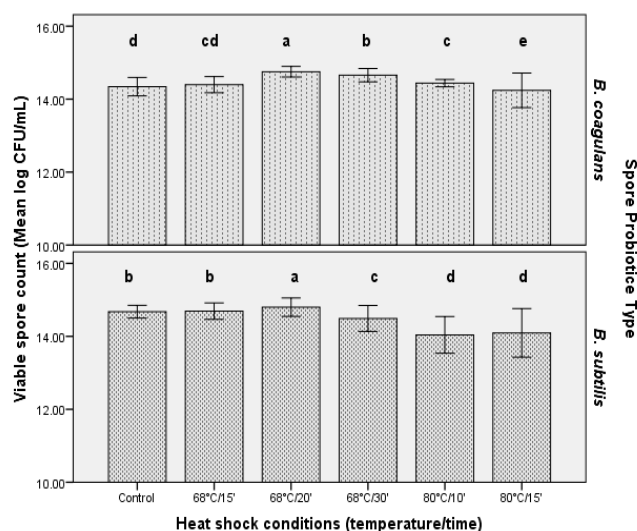 16.00
14.00
12.00
10.00
d cd a b c e
B. coagulans
16.00
14.00
12.00
10.00
b b a c d d
B. subtilis
Viable spore count (Mean log CFU/mL)
Spore Probiotice Type
Control 68°C/15' 68°C/20' 68°C/30' 80°C/10' 80°C/15'
Heat shock conditions (temperature/time)